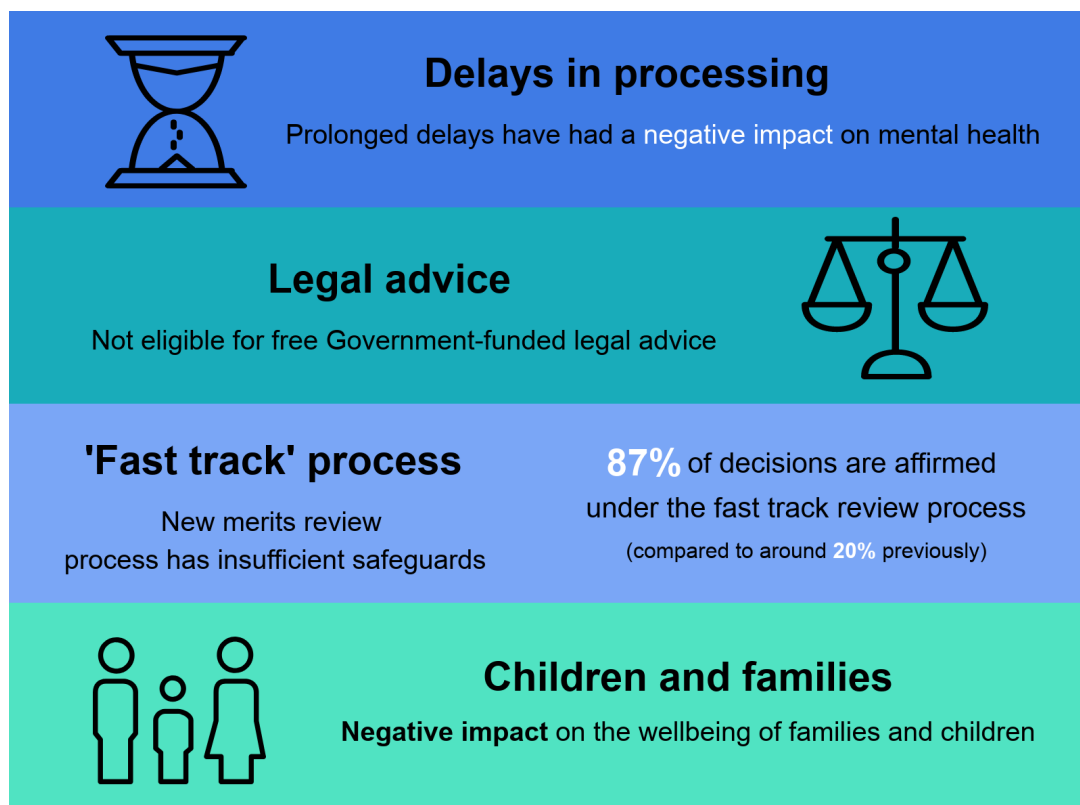 Delays in processing
Prolonged delays have had a negative impact on mental health
Legal advice
Not eligible for free Government-funded legal advice
'Fast track' process
New merits review
process has insufficient safeguards
87% of decisions are affirmed
under the fast track review process
(compared to around 20% previously)
Children and families
Negative impact on the wellbeing of families and children